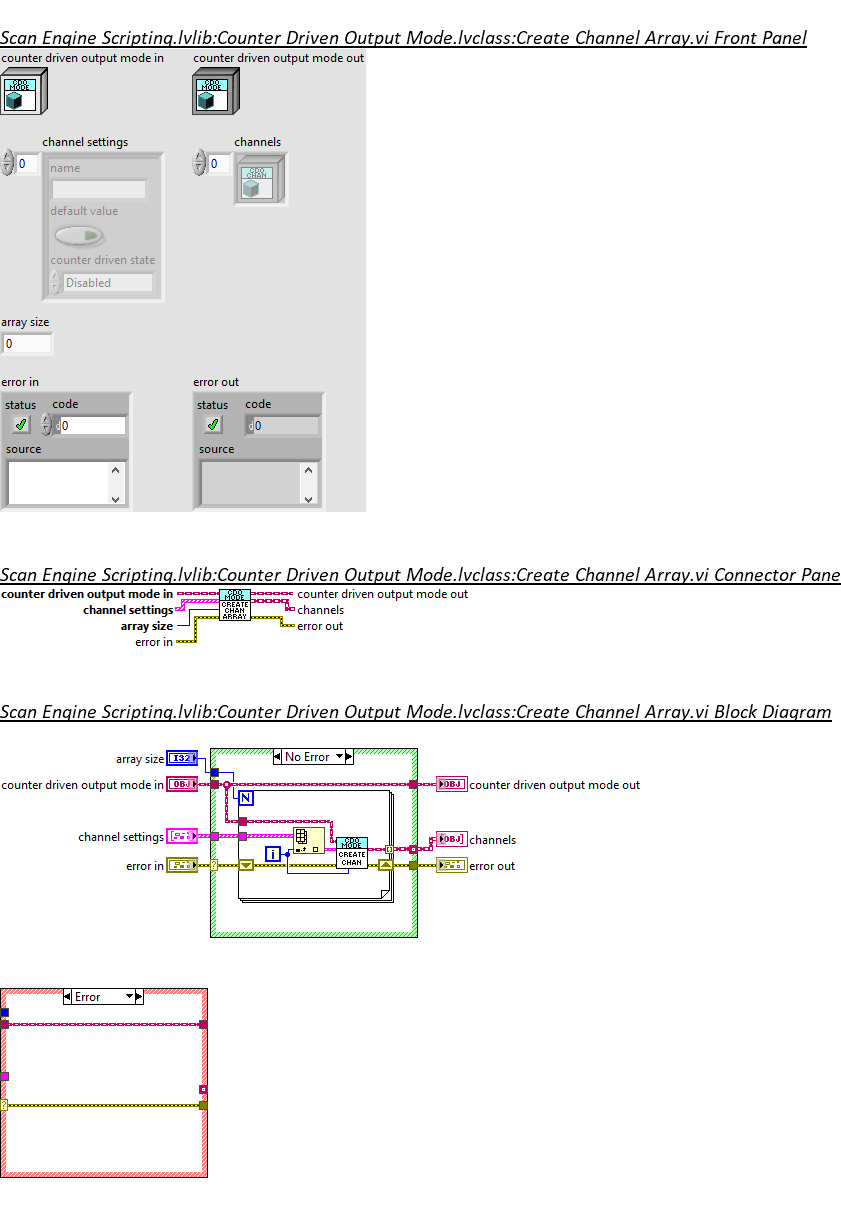 Scan Engine Scripting.lvlib:Counter Driven Output Mode.lvclass:Create Channel Array.vi Front Panel
counter driven output mode in
counter driven output mode out
CDO MODE
CDO MODE
channel settings
channels
0
0
name
CDO CHAN
default value
counter driven state
Disabled
array size
0
error in
error out
status
code
status
code
d0
d0
source
source
Scan Engine Scripting.lvlib:Counter Driven Output Mode.lvclass:Create Channel Array.vi Connector Pane
counter driven output mode in
CDO MODE
counter driven output mode out
channel settings
CREATE CHAN ARRAY
channels
array size
error out
error in
Scan Engine Scripting.lvlib:Counter Driven Output Mode.lvclass:Create Channel Array.vi Block Diagram
array size
I32
No Error
counter driven output mode in
OBJ
OBJ
counter driven output mode out
N
channel settings
CDO MODE
OBJ
channels
i
CREATE CHAN
error in
?
error out
Error
?